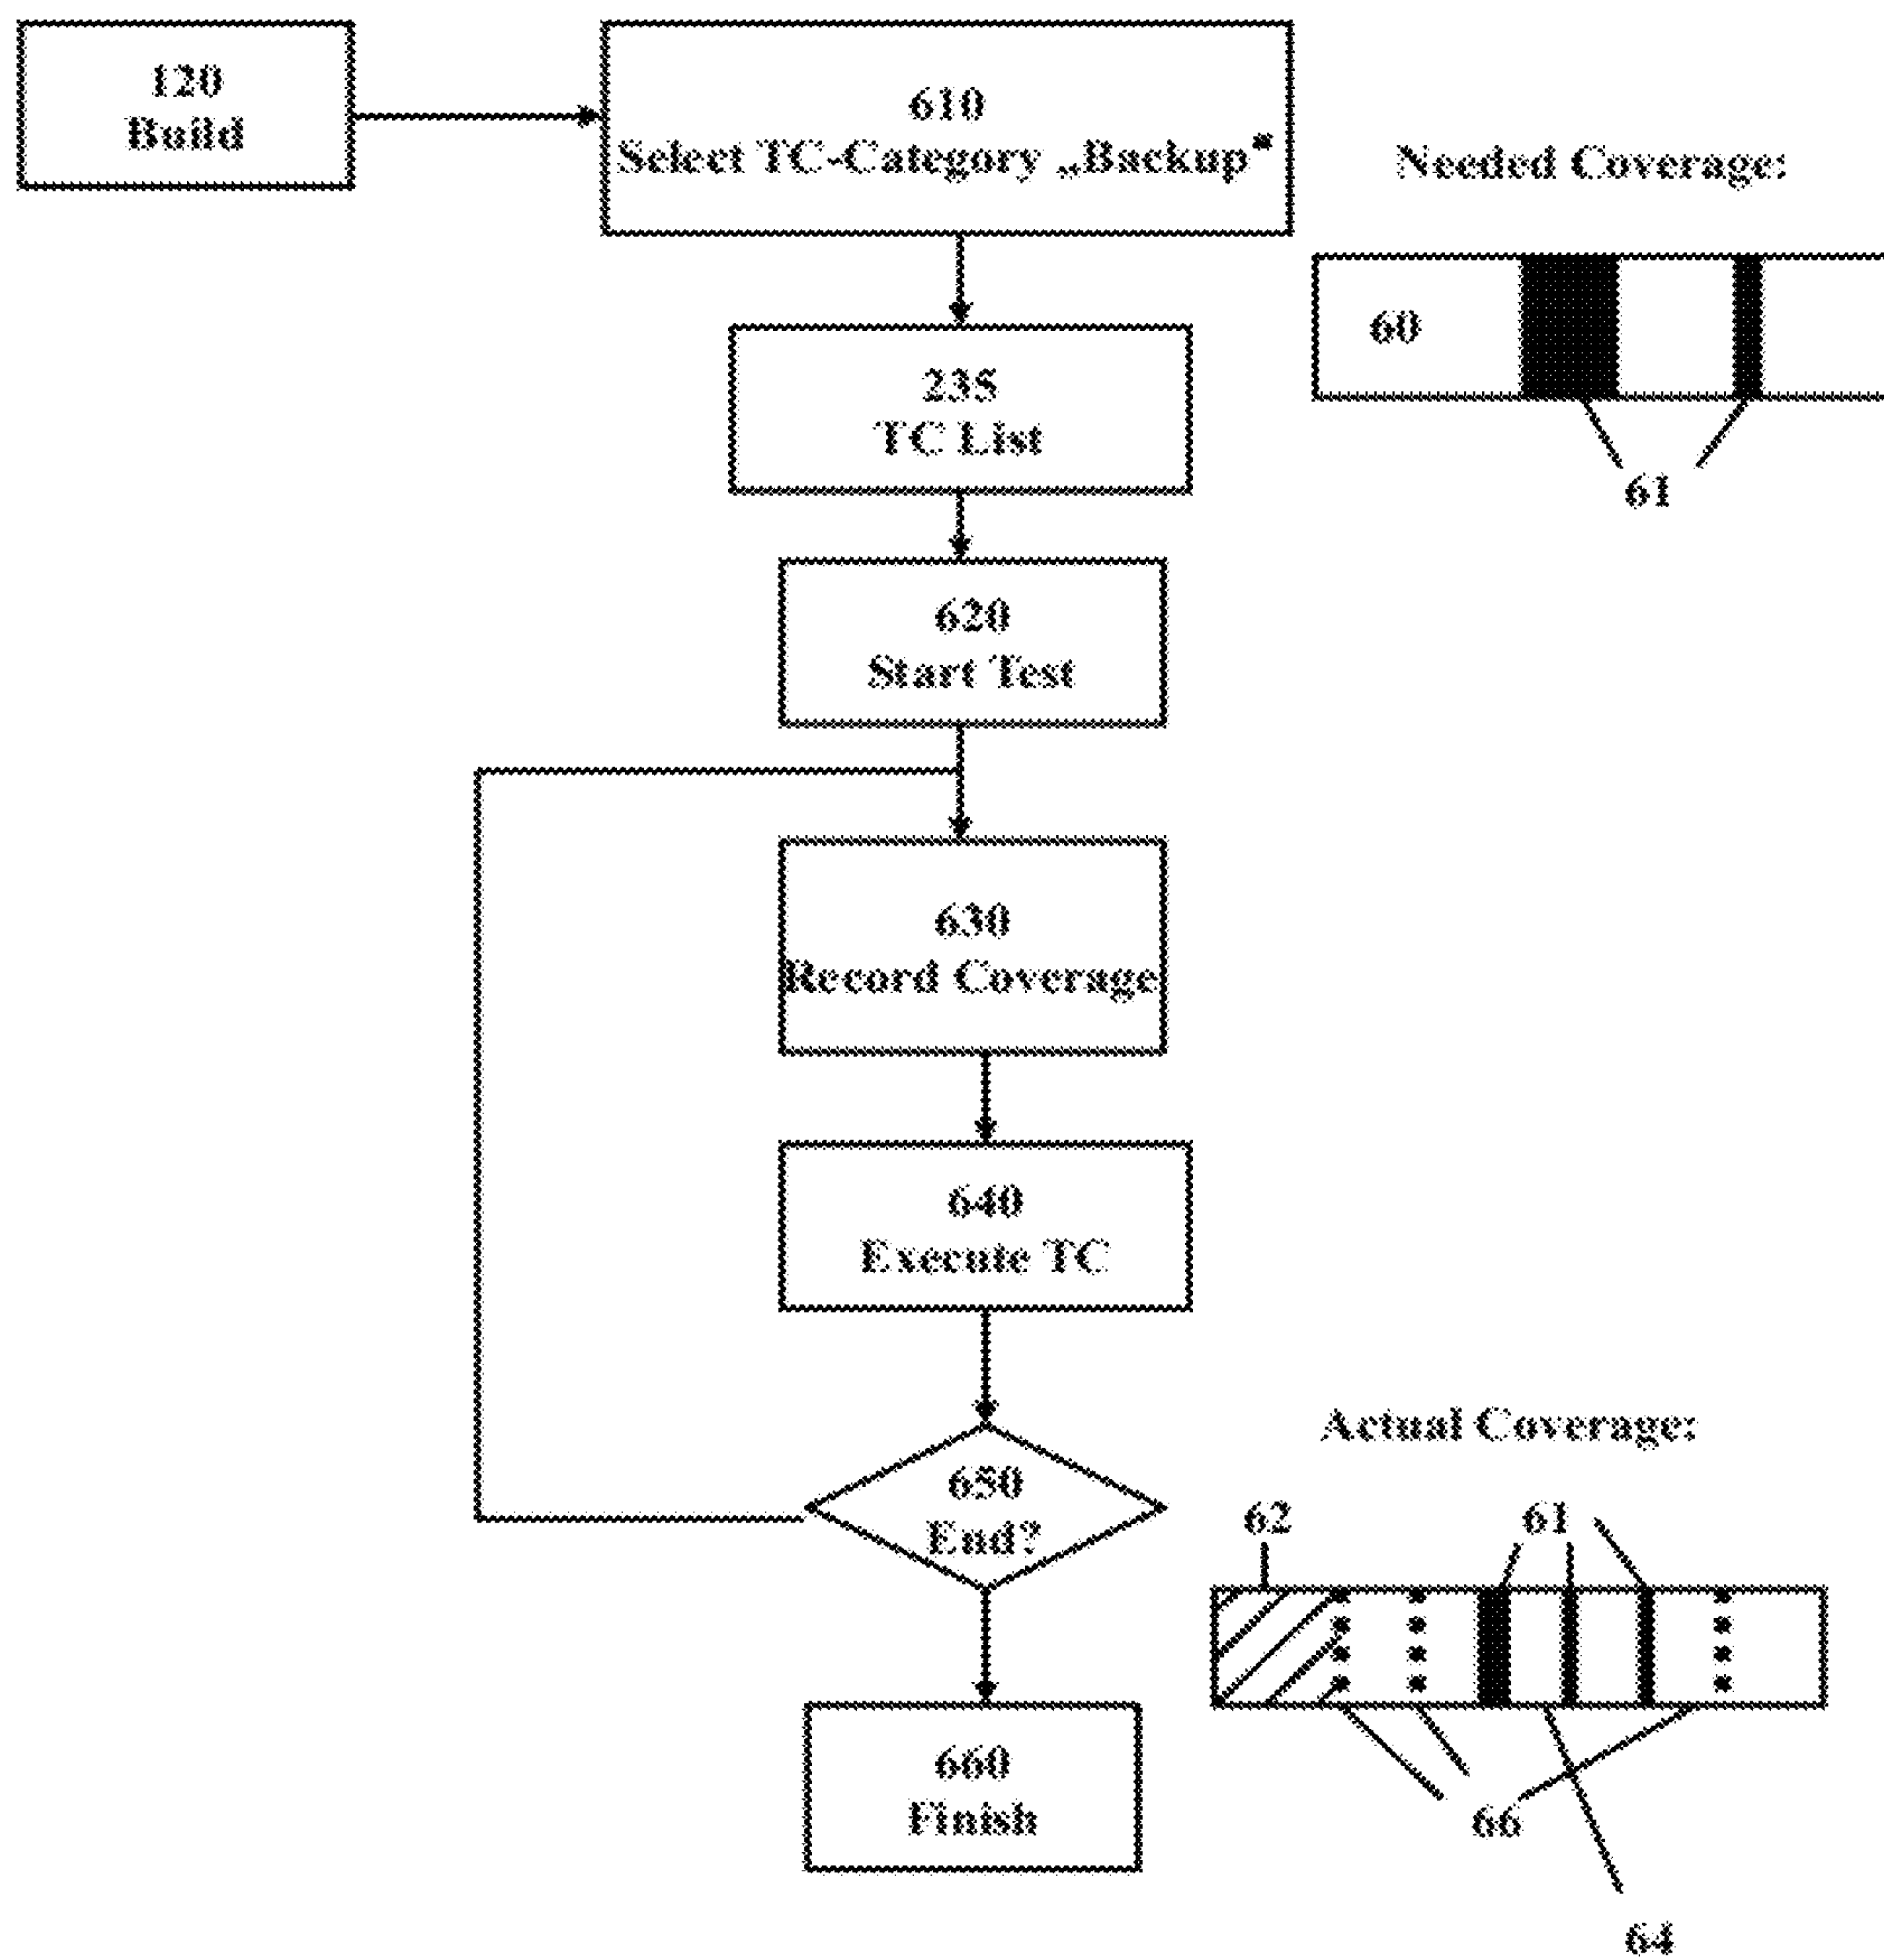 120
Build
610
Select TC-Category „Backup"
Needed Coverage:
60
61
235
TC List
620
Start Test
630
Record Coverage
640
Execute TC
650
End?
660
Finish
Actual Coverage:
62
61
66
64